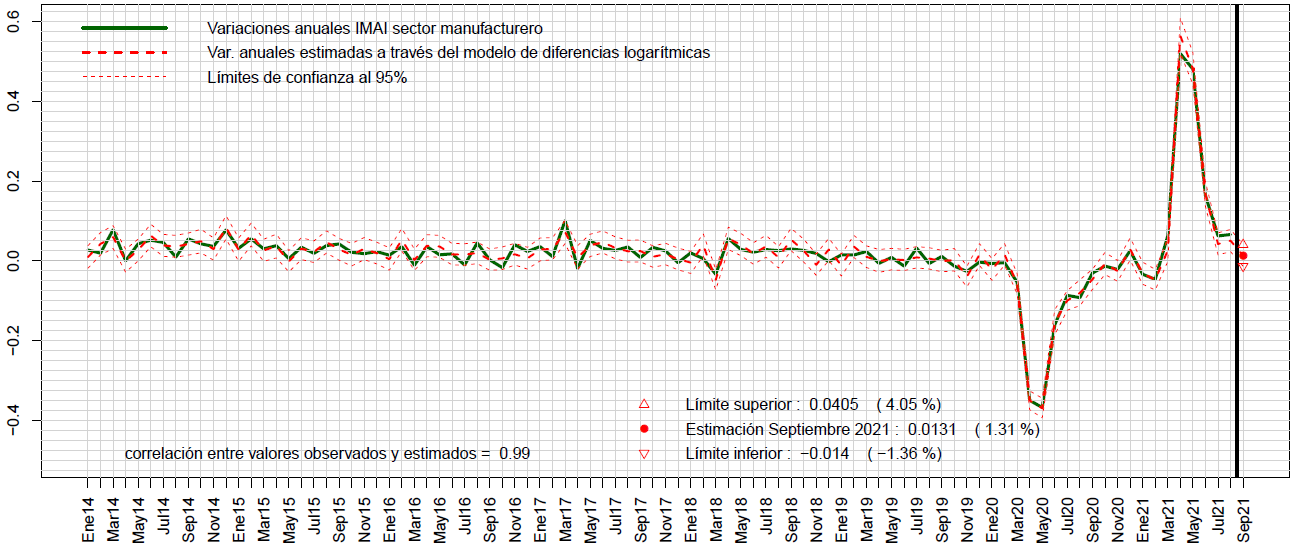 0.6
0.4
0.2
0.0
−0.2
−0.4
Variaciones anuales IMAI sector manufacturero
Var. anuales estimadas a través del modelo de diferencias logarítmicas
Límites de confianza al 95%
Límite superior : 0.0405 ( 4.05 %)
Estimación Septiembre 2021 : 0.0131 ( 1.31 %)
Límite inferior : −0.014 ( −1.36 %)
correlación entre valores observados y estimados = 0.99
Ene14
Mar14
May14
Jul14
Sep14
Nov14
Ene15
Mar15
May15
Jul15
Sep15
Nov15
Ene16
Mar16
May16
Jul16
Sep16
Nov16
Ene17
Mar17
May17
Jul17
Sep17
Nov17
Ene18
Mar18
May18
Jul18
Sep18
Nov18
Ene19
Mar19
May19
Jul19
Sep19
Nov19
Ene20
Mar20
May20
Jul20
Sep20
Nov20
Ene21
Mar21
May21
Jul21
Sep21